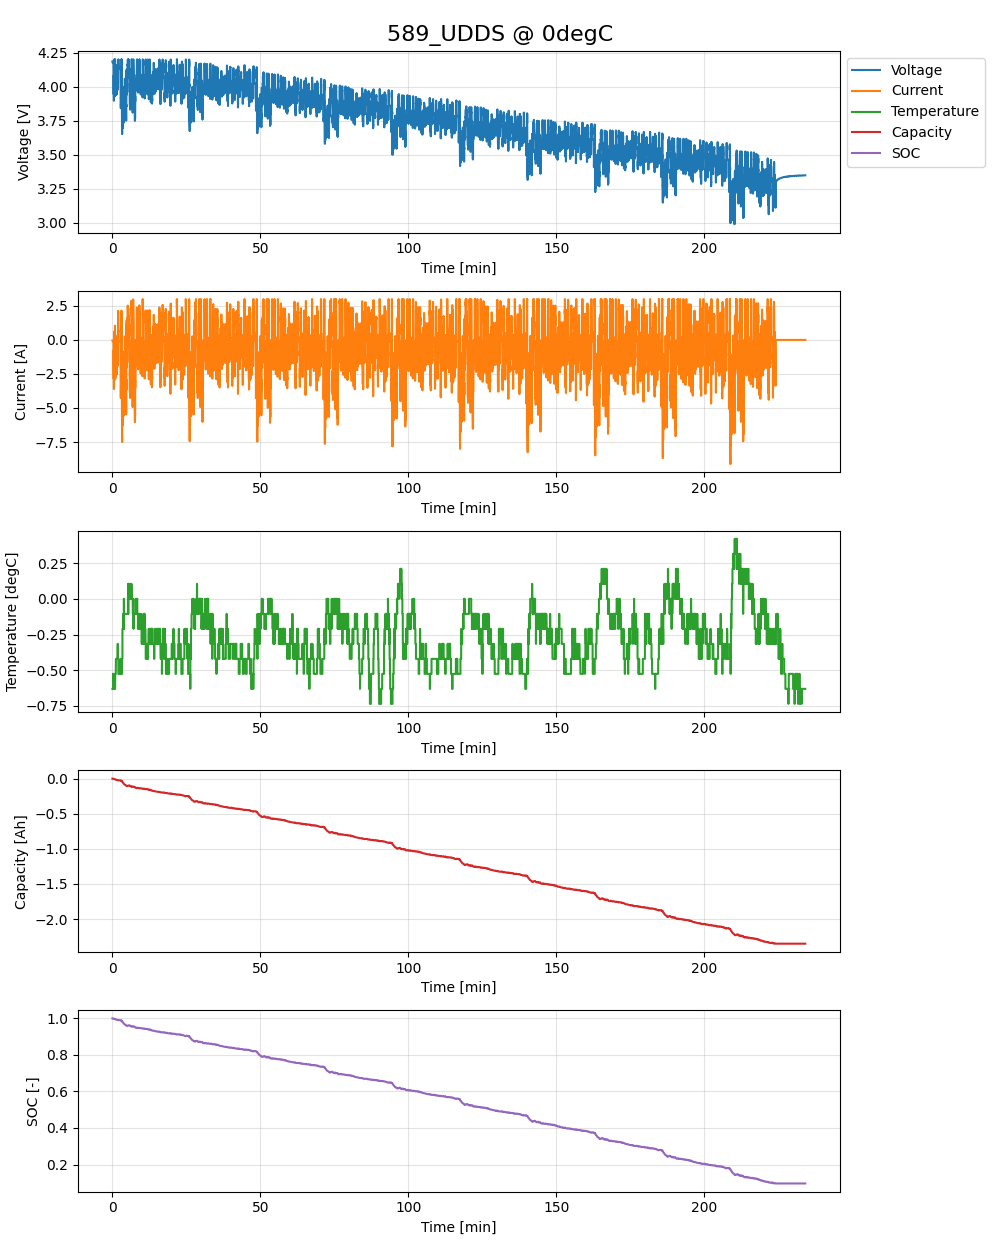 589_UDDS @ 0degC
4.25
4.00
3.75
3.50
3.25
3.00
Voltage [V]
0 50 100 150 200
Time [min]
Voltage
Current
Temperature
Capacity
SOC
2.5
0.0
−2.5
−5.0
−7.5
Current [A]
0 50 100 150 200
Time [min]
0.25
0.00
−0.25
−0.50
−0.75
Temperature [degC]
0 50 100 150 200
Time [min]
0.0
−0.5
−1.0
−1.5
−2.0
Capacity [Ah]
0 50 100 150 200
Time [min]
1.0
0.8
0.6
0.4
0.2
SOC [-]
0 50 100 150 200
Time [min]